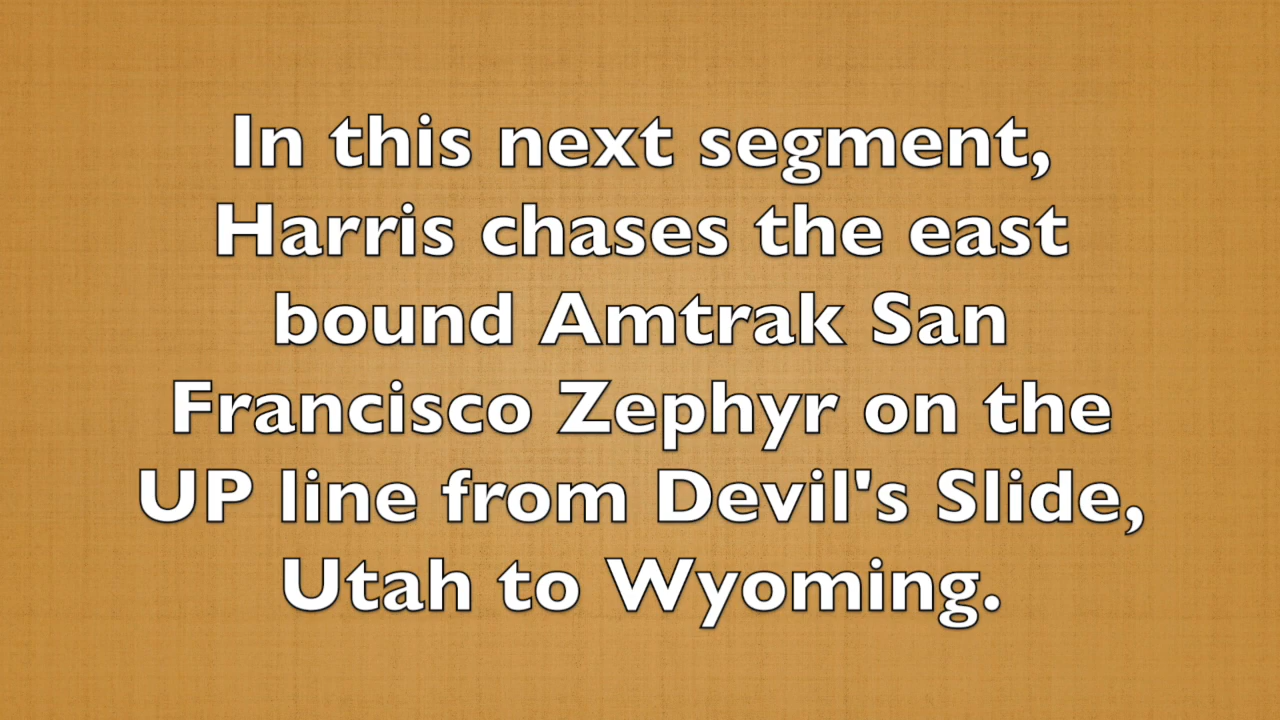 In this next segment,
Harris chases the east
bound Amtrak San
Francisco Zephyr on the
UP line from Devil's Slide,
Utah to Wyoming.